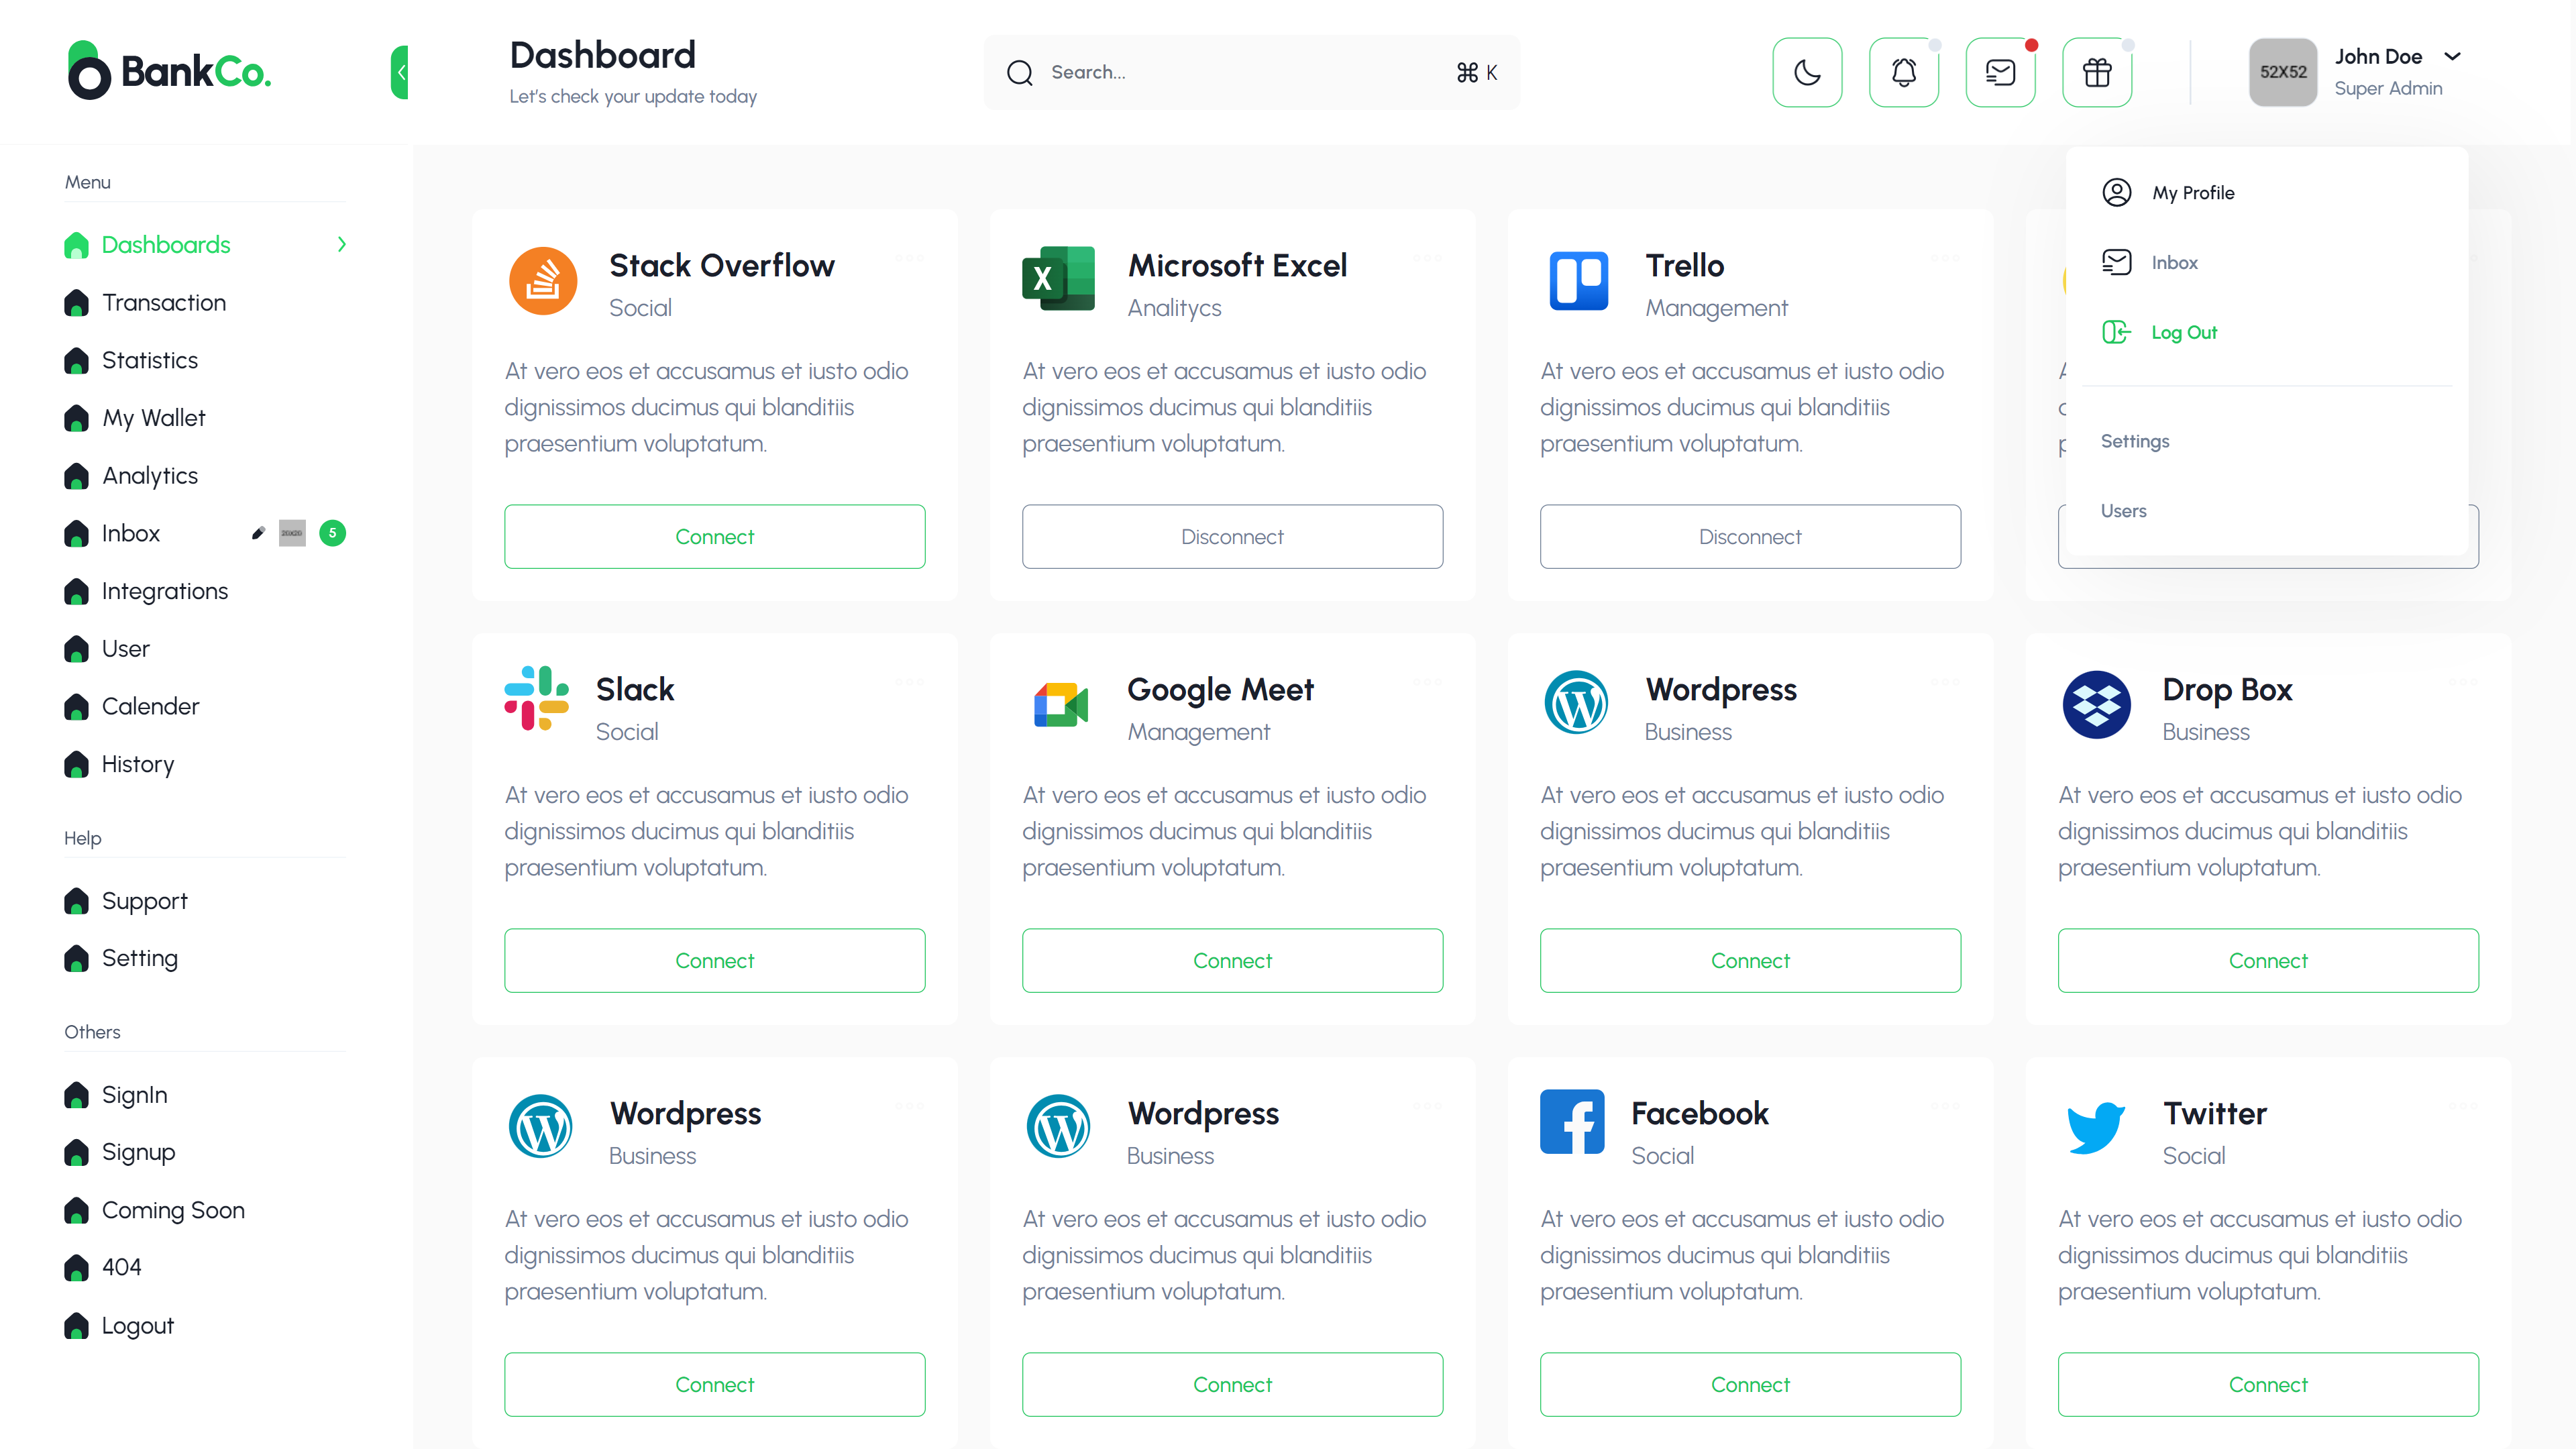 BankCo.
Dashboard
Let's check your update today
Search...
⌘ K
52X52
John Doe
Super Admin
Menu
Dashboards
Transaction
Statistics
My Wallet
Analytics
Inbox
5
Integrations
User
Calender
History
Help
Support
Setting
Others
SignIn
Signup
Coming Soon
404
Logout
My Profile
Inbox
Log Out
Settings
Users
Stack Overflow
Social
At vero eos et accusamus et iusto odio
dignissimos ducimus qui blanditiis
praesentium voluptatum.
Connect
Microsoft Excel
Analitycs
At vero eos et accusamus et iusto odio
dignissimos ducimus qui blanditiis
praesentium voluptatum.
Disconnect
Trello
Management
At vero eos et accusamus et iusto odio
dignissimos ducimus qui blanditiis
praesentium voluptatum.
Disconnect
Slack
Social
At vero eos et accusamus et iusto odio
dignissimos ducimus qui blanditiis
praesentium voluptatum.
Connect
Google Meet
Management
At vero eos et accusamus et iusto odio
dignissimos ducimus qui blanditiis
praesentium voluptatum.
Connect
Wordpress
Business
At vero eos et accusamus et iusto odio
dignissimos ducimus qui blanditiis
praesentium voluptatum.
Connect
Drop Box
Business
At vero eos et accusamus et iusto odio
dignissimos ducimus qui blanditiis
praesentium voluptatum.
Connect
Wordpress
Business
At vero eos et accusamus et iusto odio
dignissimos ducimus qui blanditiis
praesentium voluptatum.
Connect
Wordpress
Business
At vero eos et accusamus et iusto odio
dignissimos ducimus qui blanditiis
praesentium voluptatum.
Connect
Facebook
Social
At vero eos et accusamus et iusto odio
dignissimos ducimus qui blanditiis
praesentium voluptatum.
Connect
Twitter
Social
At vero eos et accusamus et iusto odio
dignissimos ducimus qui blanditiis
praesentium voluptatum.
Connect